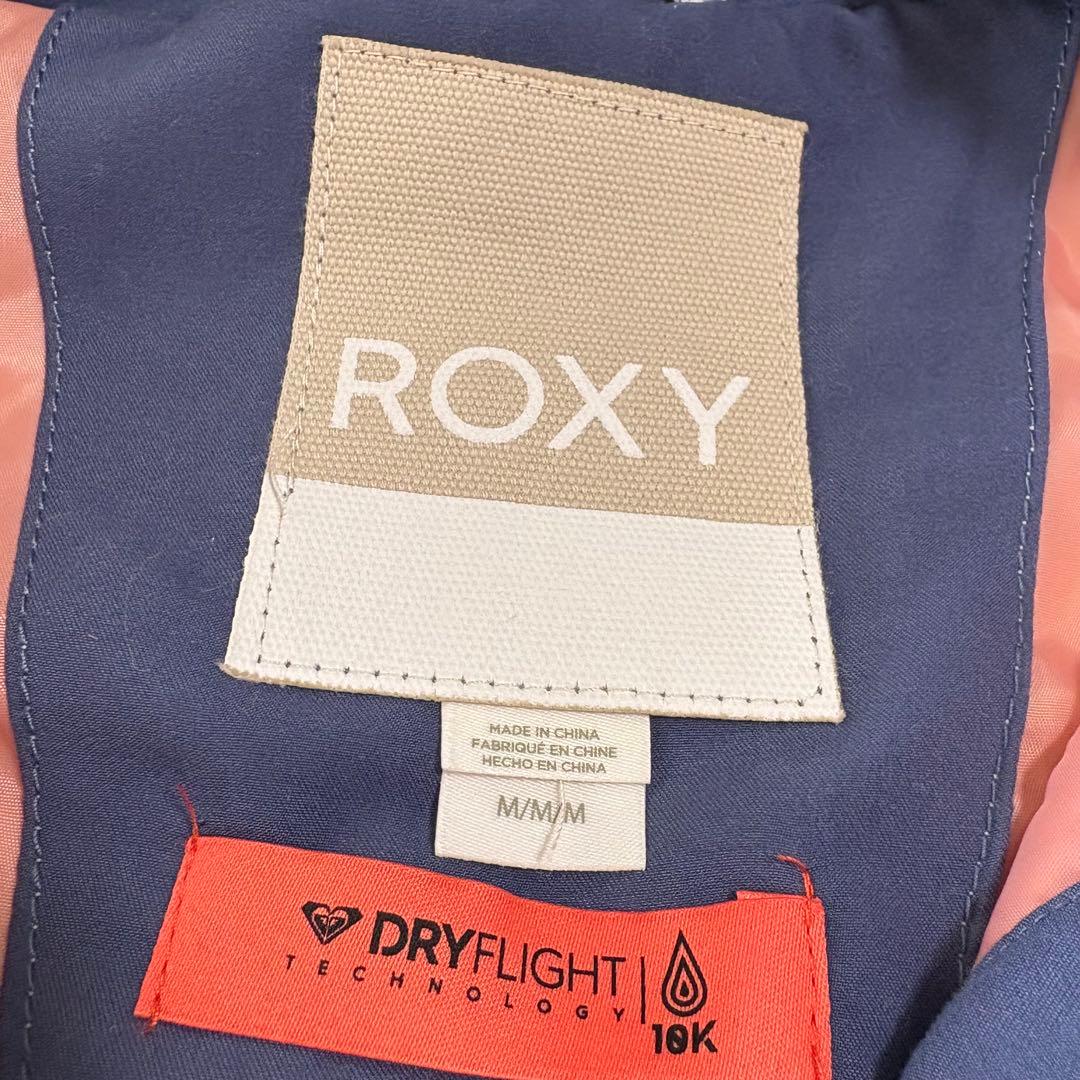 ROXY
MADE IN CHINA
FABRIQUÉ EN CHINE
HECHO EN CHINA
M/M/M
DRYFLIGHT
TECHNOLOGY
10K